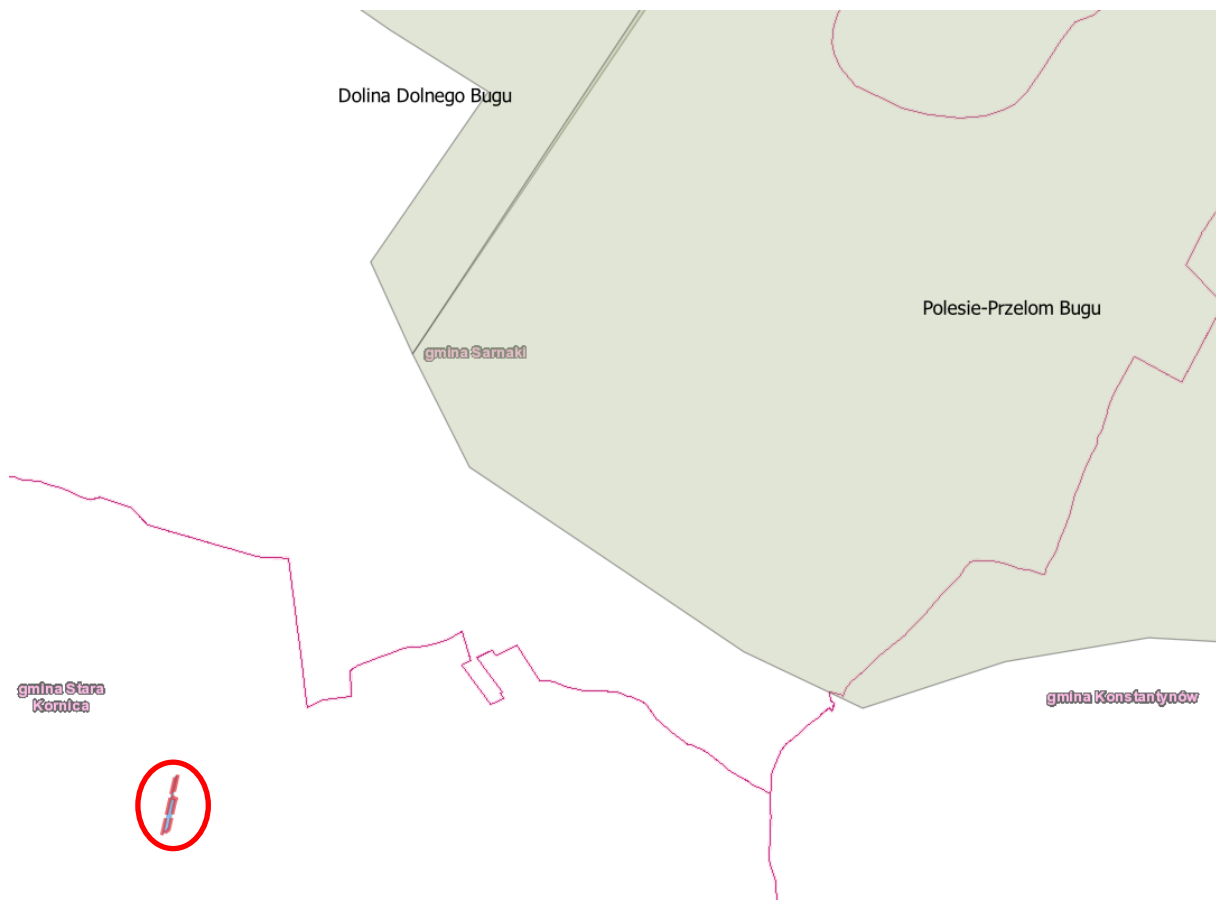 Dolina Dolnego Bugu
Polesie-Przelom Bugu
gmina Sarnaki
gmina Stara
Kornica
gmina Konstantynów